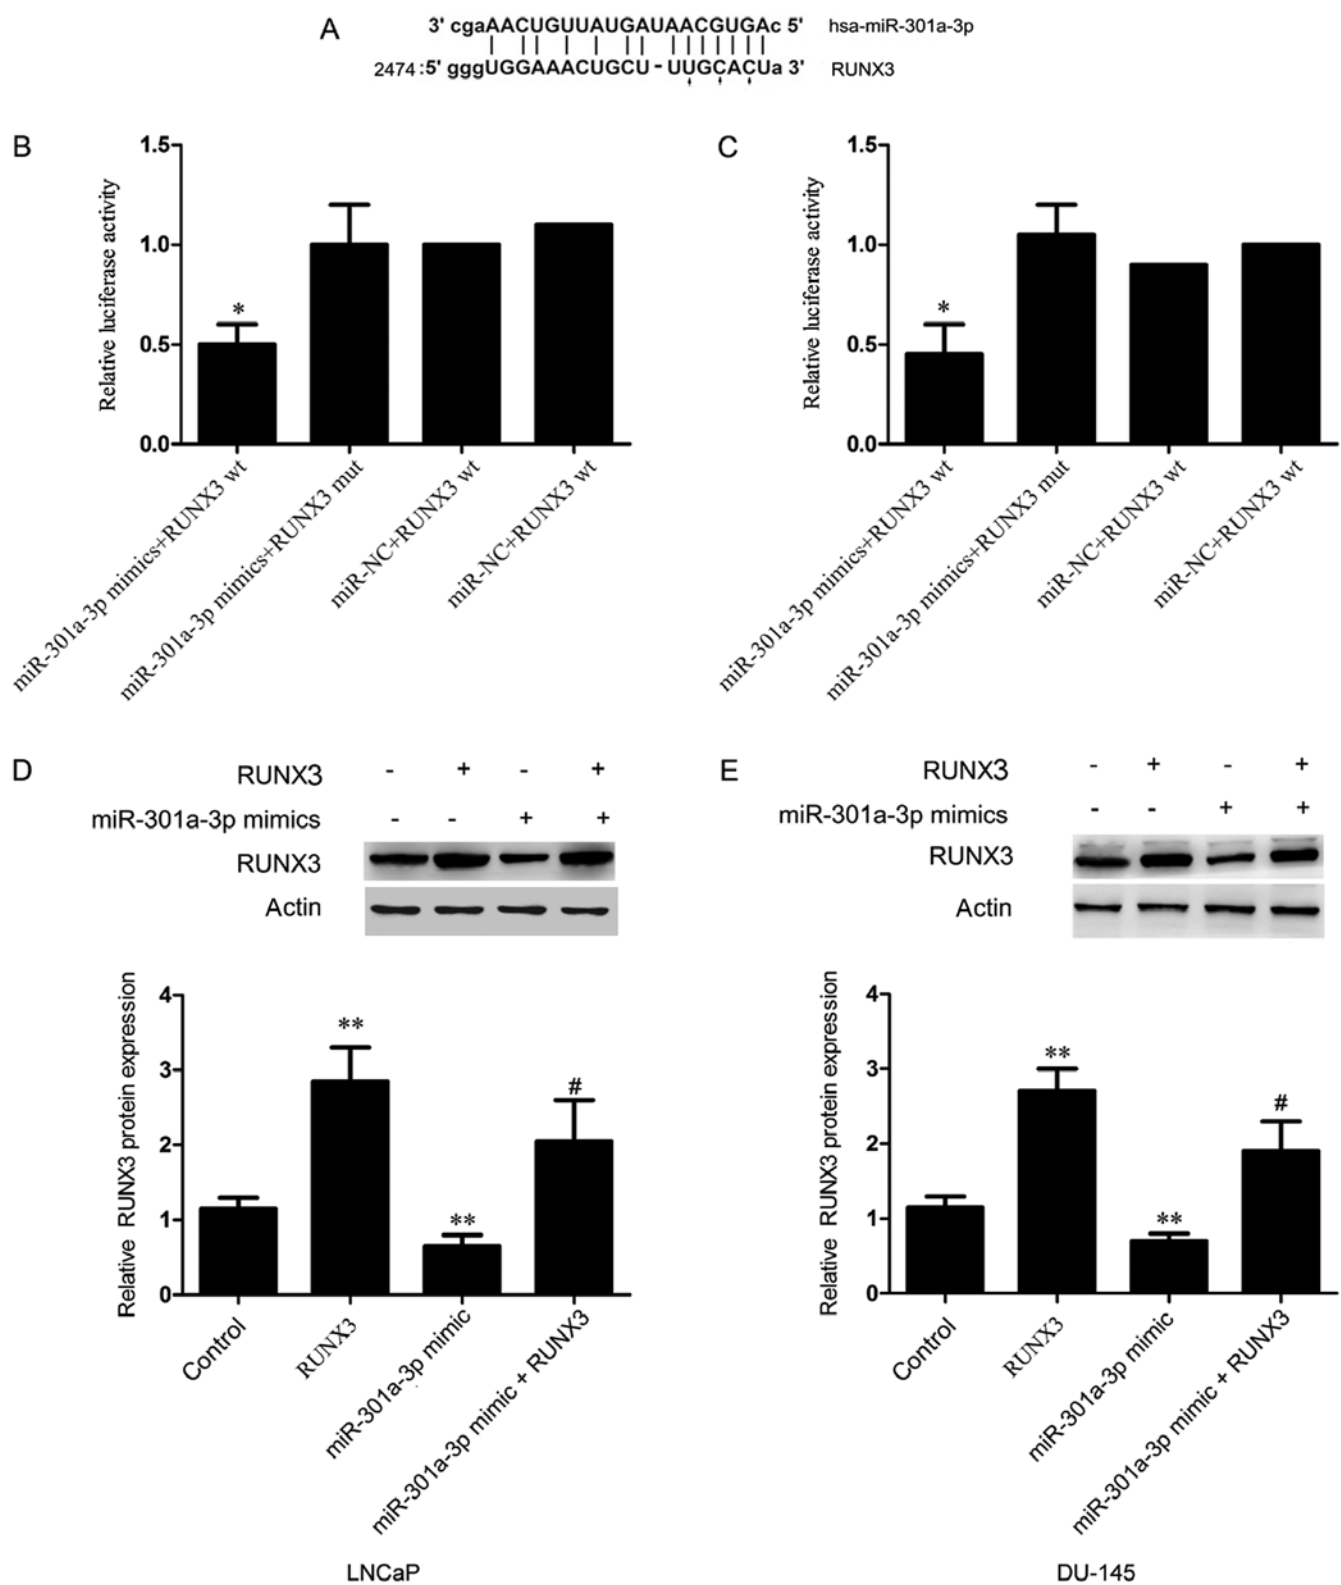 A
3' cgaAACUGUUAUGAUAACGUGAc 5' hsa-miR-301a-3p
2474 :5' gggUGGAAACUGCU-UUGCACUa 3' RUNX3
B
Relative luciferase activity
1.5
1.0
0.5
0.0
*
miR-301a-3p mimics+RUNX3 wt
miR-301a-3p mimics+RUNX3 mut
miR-NC+RUNX3 wt
miR-NC+RUNX3 wt
C
Relative luciferase activity
1.5
1.0
0.5
0.0
*
miR-301a-3p mimics+RUNX3 wt
miR-301a-3p mimics+RUNX3 mut
miR-NC+RUNX3 wt
miR-NC+RUNX3 wt
D
RUNX3 - + - +
miR-301a-3p mimics - - + +
RUNX3
Actin
Relative RUNX3 protein expression
4
3
2
1
0
**
**
#
Control
RUNX3
miR-301a-3p mimic
miR-301a-3p mimic + RUNX3
LNCaP
E
RUNX3 - + - +
miR-301a-3p mimics - - + +
RUNX3
Actin
Relative RUNX3 protein expression
4
3
2
1
0
**
**
#
Control
RUNX3
miR-301a-3p mimic
miR-301a-3p mimic + RUNX3
DU-145